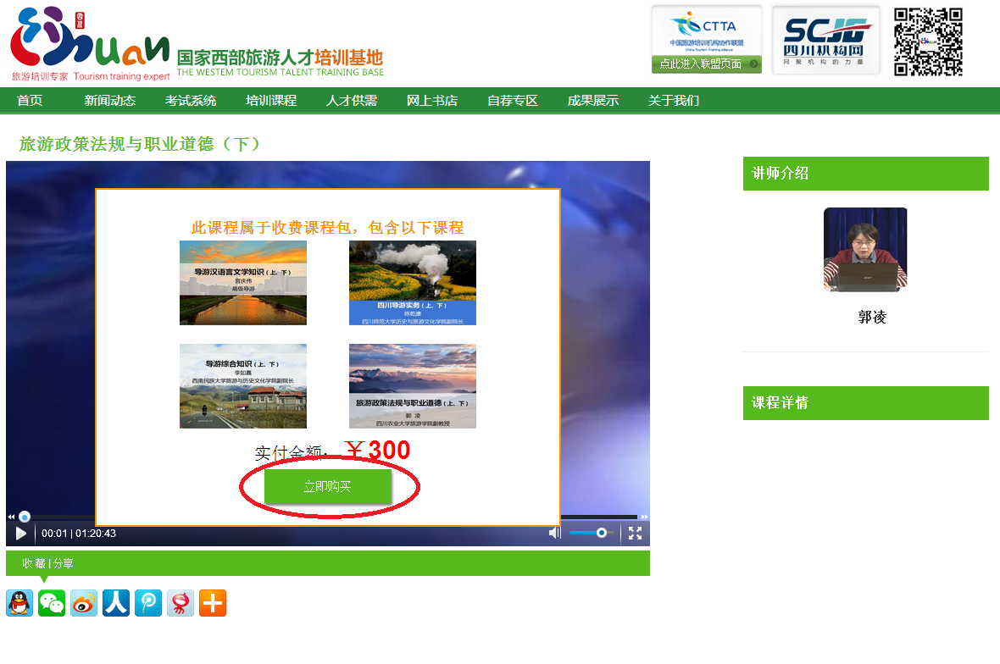 huan
旅游培训专家 Tourism training expert
国家西部旅游人才培训基地
THE WESTEM TOURISM TALENT TRAINING BASE
CTTA
中国旅游培训机构协作联盟
China Tourism Training Alliance
点此进入联盟页面
SCJG
四川机构网
网聚机构的力量
首页 新闻动态 考试系统 培训课程 人才供需 网上书店 自荐专区 成果展示 关于我们
旅游政策法规与职业道德（下）
此课程属于收费课程包，包含以下课程
导游汉语言文学知识（上、下）
宫庆伟
高级导游
四川导游实务（上、下）
陈乾康
四川师范大学历史与旅游文化学院副院长
导游综合知识（上、下）
李如嘉
西南民族大学旅游与历史文化学院副院长
旅游政策法规与职业道德（上、下）
郭 凌
四川农业大学旅游学院副教授
实付金额： ￥300
立即购买
00:01 | 01:20:43
收藏 | 分享
讲师介绍
acer
郭凌
课程详情